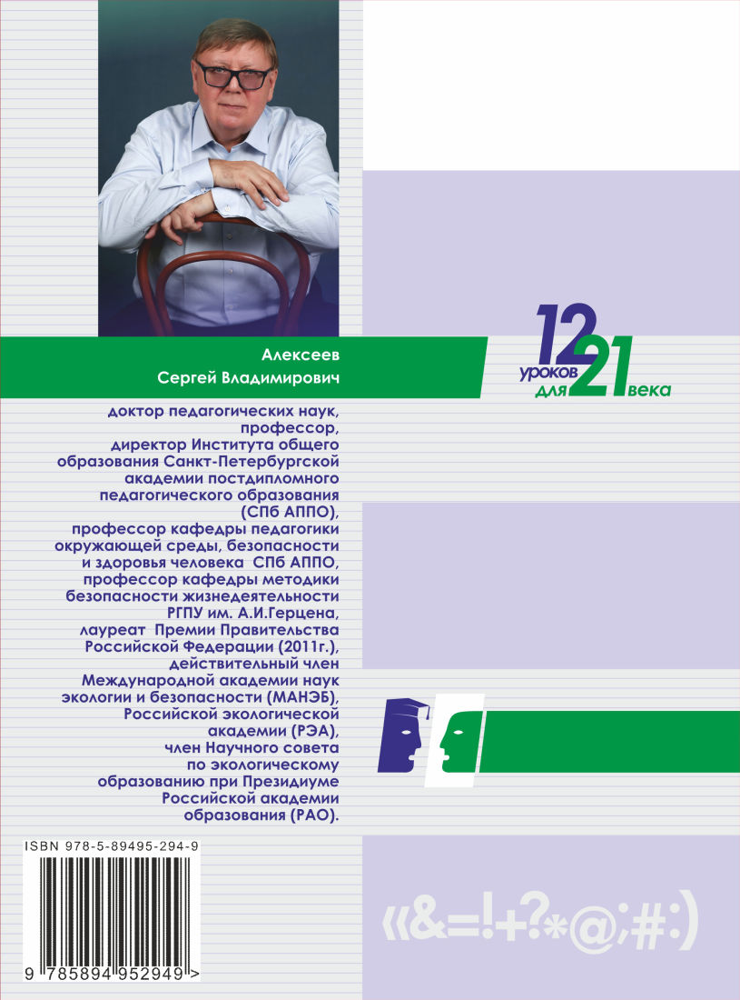 Алексеев
Сергей Владимирович
доктор педагогических наук,
профессор,
директор Института общего
образования Санкт-Петербургской
академии постдипломного
педагогического образования
(СПб АППО),
профессор кафедры педагогики
окружающей среды, безопасности
и здоровья человека  СПб АППО,
профессор кафедры методики
безопасности жизнедеятельности
РГПУ им. А.И.Герцена,
лауреат  Премии Правительства
Российской Федерации (2011г.),
действительный член
Международной академии наук
экологии и безопасности (МАНЭБ),
Российской экологической
академии (РЭА),
член Научного совета
по экологическому
образованию при Президиуме
Российской академии
образования (РАО).
ISBN 978-5-89495-294-9
9 785894 952949 >
12
уроков
для 21 века
«&=!+?*@;#:)